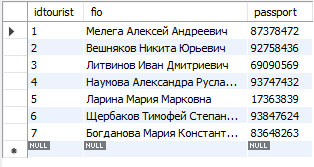 idtourist fio passport
1 Мелега Алексей Андреевич 87378472
2 Вешняков Никита Юрьевич 92758436
3 Литвинов Иван Дмитриевич 69090569
4 Наумова Александра Русла... 93747432
5 Ларина Мария Марковна 17363839
6 Щербаков Тимофей Степан... 93847624
7 Богданова Мария Констант... 83648263
NULL NULL NULL